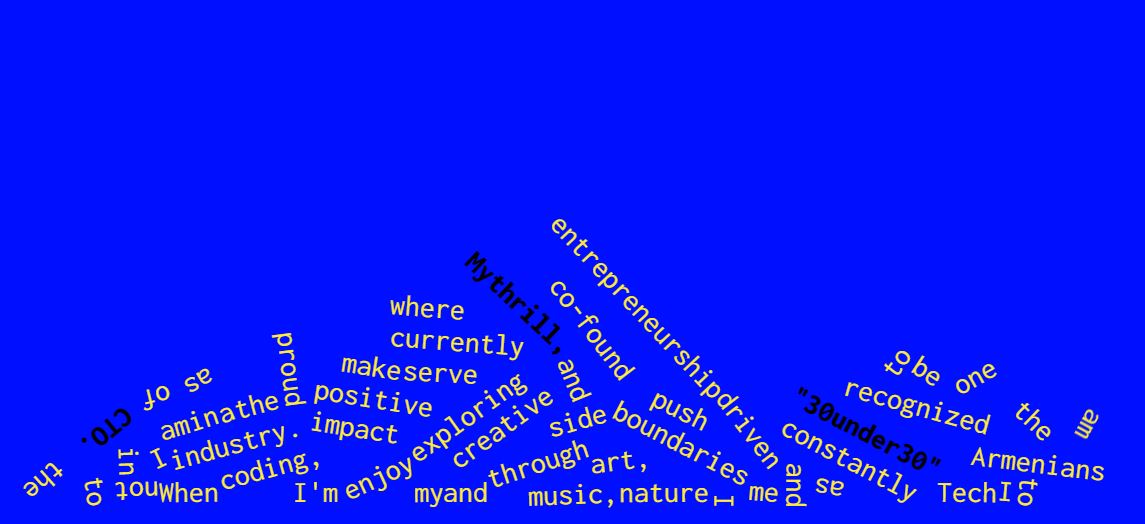 entrepreneurship
driven
Mythrill,
co-found
where
currently
make
serve
and
proud
positive
impact
exploring
creative
side
push
boundaries
to
be
one
recognized
the
am
"30under30"
constantly
Armenians
as
of
CTO.
am
in
a
the
I
industry.
coding,
the
to
in
not
When
I'm
enjoy
my
and
through
art,
music,
nature
I
me
and
as
Tech
I
to